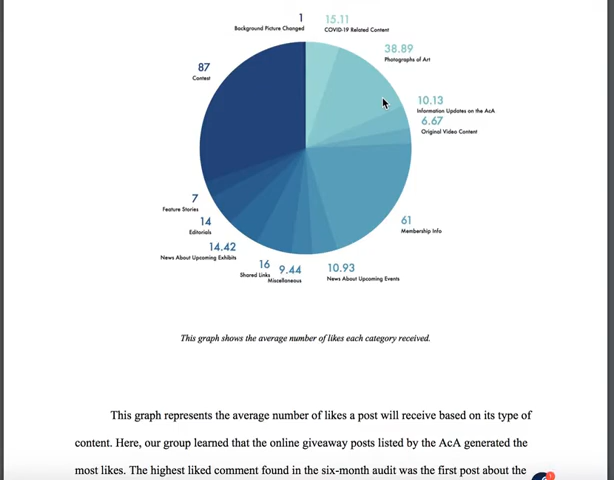 1
Background Picture Changed
15.11
COVID-19 Related Content
38.89
Photographs of Art
10.13
Information Updates on the AcA
6.67
Original Video Content
61
Membership Info
10.93
News About Upcoming Events
9.44
Miscellaneous
16
Shared Links
14.42
News About Upcoming Exhibits
14
Editorials
7
Feature Stories
87
Contest
This graph shows the average number of likes each category received.
This graph represents the average number of likes a post will receive based on its type of
content. Here, our group learned that the online giveaway posts listed by the AcA generated the
most likes. The highest liked comment found in the six-month audit was the first post about the